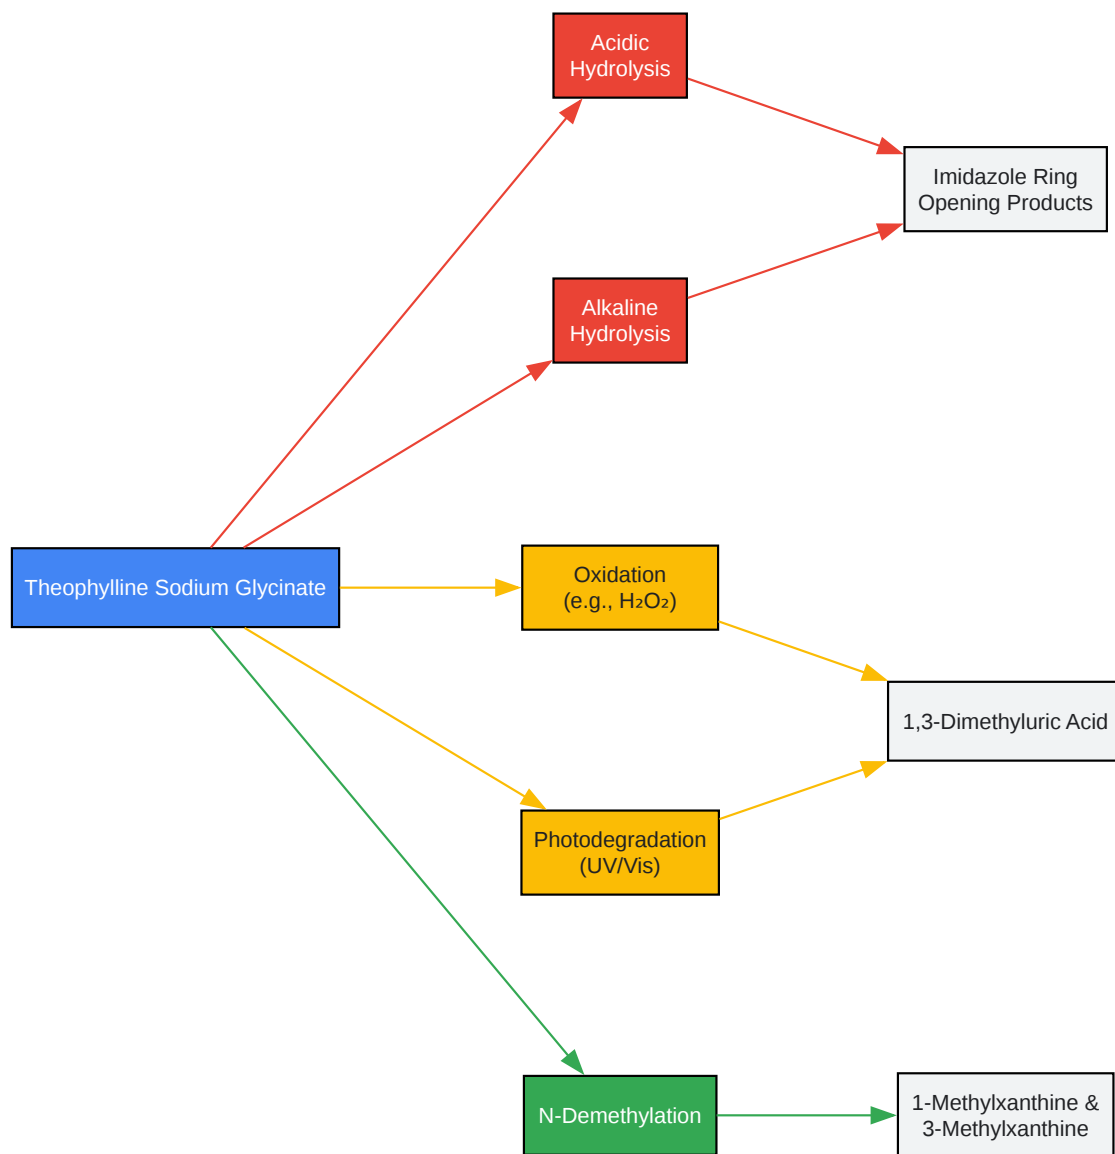 Acidic
Hydrolysis
Imidazole Ring
Opening Products
Alkaline
Hydrolysis
Theophylline Sodium Glycinate
Oxidation
(e.g., H₂O₂)
1,3-Dimethyluric Acid
Photodegradation
(UV/Vis)
N-Demethylation
1-Methylxanthine &
3-Methylxanthine